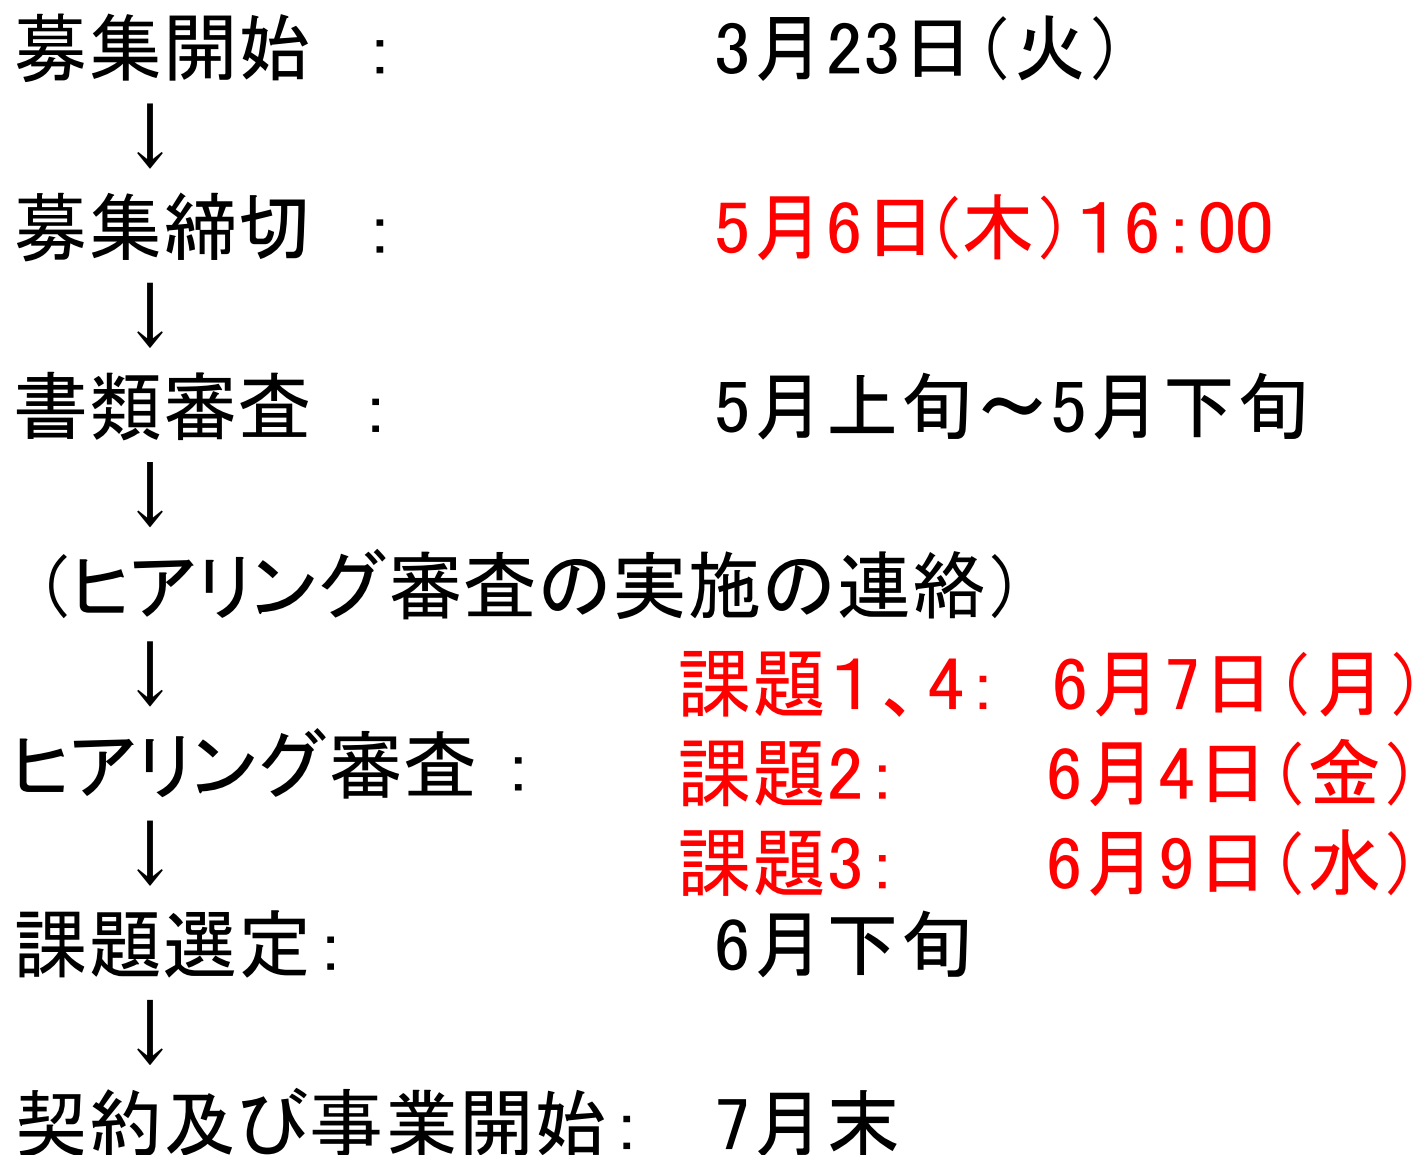 募集開始 : 3月23日(火)
↓
募集締切 : 5月6日(木)16:00
↓
書類審査 : 5月上旬～5月下旬
↓
(ヒアリング審査の実施の連絡)
↓
課題1、4: 6月7日(月)
ヒアリング審査 : 課題2: 6月4日(金)
↓
課題3: 6月9日(水)
課題選定: 6月下旬
↓
契約及び事業開始: 7月末